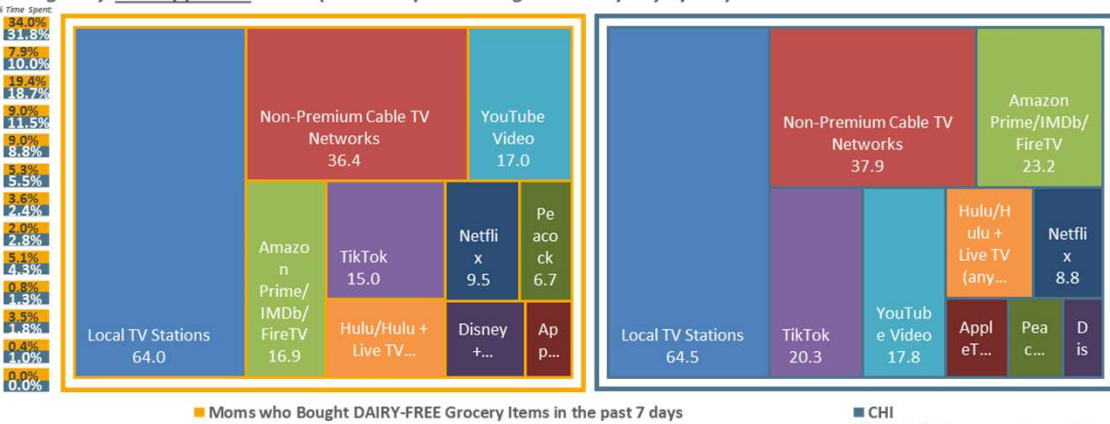 % Time Spent:
34.0%
31.8%
7.9%
10.0%
19.4%
18.7%
9.0%
11.5%
9.0%
8.8%
5.3%
5.5%
3.6%
2.4%
2.0%
2.8%
5.1%
4.3%
0.8%
1.3%
3.5%
1.8%
0.4%
1.0%
0.0%
0.0%
Local TV Stations
64.0
Non-Premium Cable TV
Networks
36.4
YouTube
Video
17.0
Amazo
n
Prime/
IMDb/
FireTV
16.9
TikTok
15.0
Hulu/Hulu +
Live TV...
Netfli
x
9.5
Pe
aco
ck
6.7
Disney
+...
Ap
p...
Local TV Stations
64.5
Non-Premium Cable TV
Networks
37.9
Amazon
Prime/IMDb/
FireTV
23.2
TikTok
20.3
YouTub
e Video
17.8
Hulu/H
ulu +
Live TV
(any...
Netfli
x
8.8
Apple
T...
Pea
c...
D
is
Moms who Bought DAIRY-FREE Grocery Items in the past 7 days
CHI